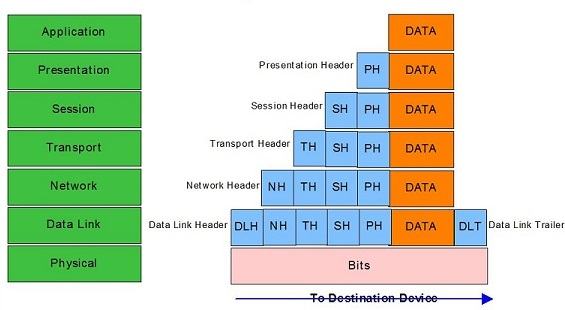 Application DATA
Presentation Presentation Header PH DATA
Session Session Header SH PH DATA
Transport Transport Header TH SH PH DATA
Network Network Header NH TH SH PH DATA
Data Link Data Link Header DLH NH TH SH PH DATA DLT Data Link Trailer
Physical Bits
To Destination Device